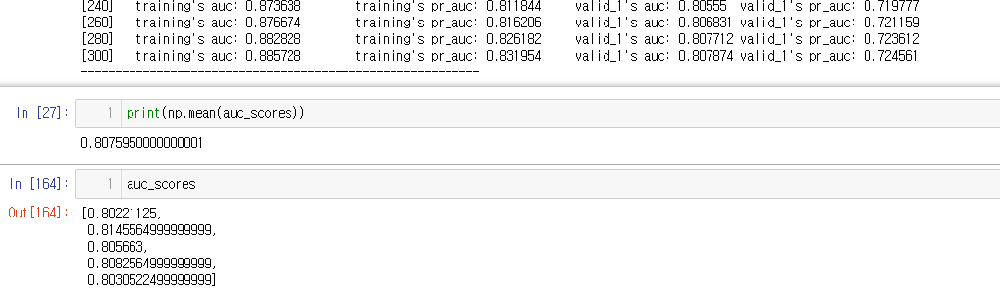 [240] training's auc: 0.873638 training's pr_auc: 0.811844 valid_1's auc: 0.80555 valid_1's pr_auc: 0.719777
[260] training's auc: 0.876674 training's pr_auc: 0.816206 valid_1's auc: 0.806831 valid_1's pr_auc: 0.721159
[280] training's auc: 0.882828 training's pr_auc: 0.826182 valid_1's auc: 0.807712 valid_1's pr_auc: 0.723612
[300] training's auc: 0.885728 training's pr_auc: 0.831954 valid_1's auc: 0.807874 valid_1's pr_auc: 0.724561
==========================================================
In [27]: 1 print(np.mean(auc_scores))
0.8075950000000001
In [164]: 1 auc_scores
Out[164]: [0.80221125,
0.8145564999999999,
0.805663,
0.8082564999999999,
0.8030522499999999]